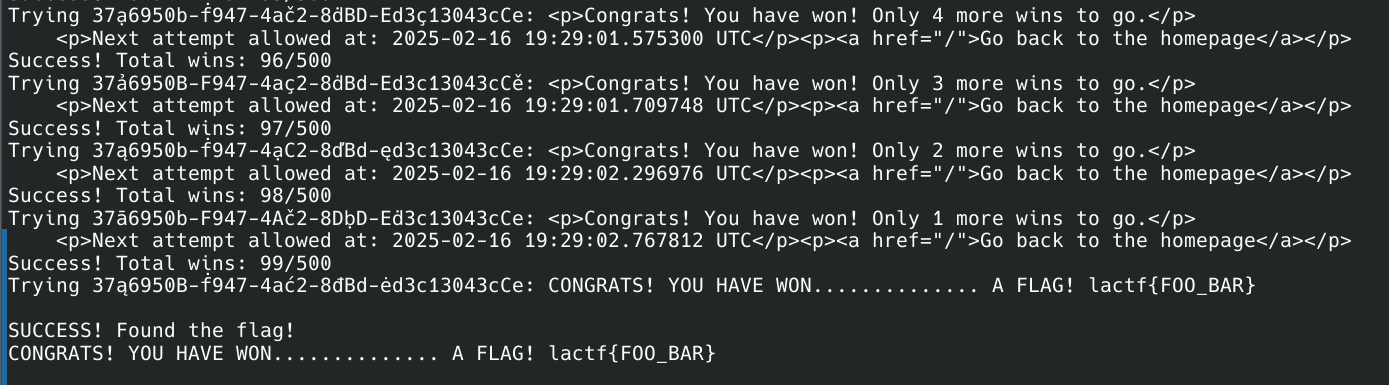 Trying 37ạ6950b-f947-4ač2-8ḋBD-Ed3ç13043cCe: <p>Congrats! You have won! Only 4 more wins to go.</p>
<p>Next attempt allowed at: 2025-02-16 19:29:01.575300 UTC</p><p><a href="/">Go back to the homepage</a></p>
Success! Total wins: 96/500
Trying 37ả6950B-F947-4aç2-8ḋBd-Ed3c13043cCě: <p>Congrats! You have won! Only 3 more wins to go.</p>
<p>Next attempt allowed at: 2025-02-16 19:29:01.709748 UTC</p><p><a href="/">Go back to the homepage</a></p>
Success! Total wins: 97/500
Trying 37ą6950b-ḟ947-4ạC2-8ďBd-ęd3c13043cCe: <p>Congrats! You have won! Only 2 more wins to go.</p>
<p>Next attempt allowed at: 2025-02-16 19:29:02.296976 UTC</p><p><a href="/">Go back to the homepage</a></p>
Success! Total wins: 98/500
Trying 37ā6950b-F947-4Ač2-8DḅD-Eḋ3c13043cCe: <p>Congrats! You have won! Only 1 more wins to go.</p>
<p>Next attempt allowed at: 2025-02-16 19:29:02.767812 UTC</p><p><a href="/">Go back to the homepage</a></p>
Success! Total wins: 99/500
Trying 37ą6950B-ḟ947-4ać2-8đBd-ėd3c13043cCe: CONGRATS! YOU HAVE WON.............. A FLAG! lactf{FOO_BAR}
SUCCESS! Found the flag!
CONGRATS! YOU HAVE WON.............. A FLAG! lactf{FOO_BAR}